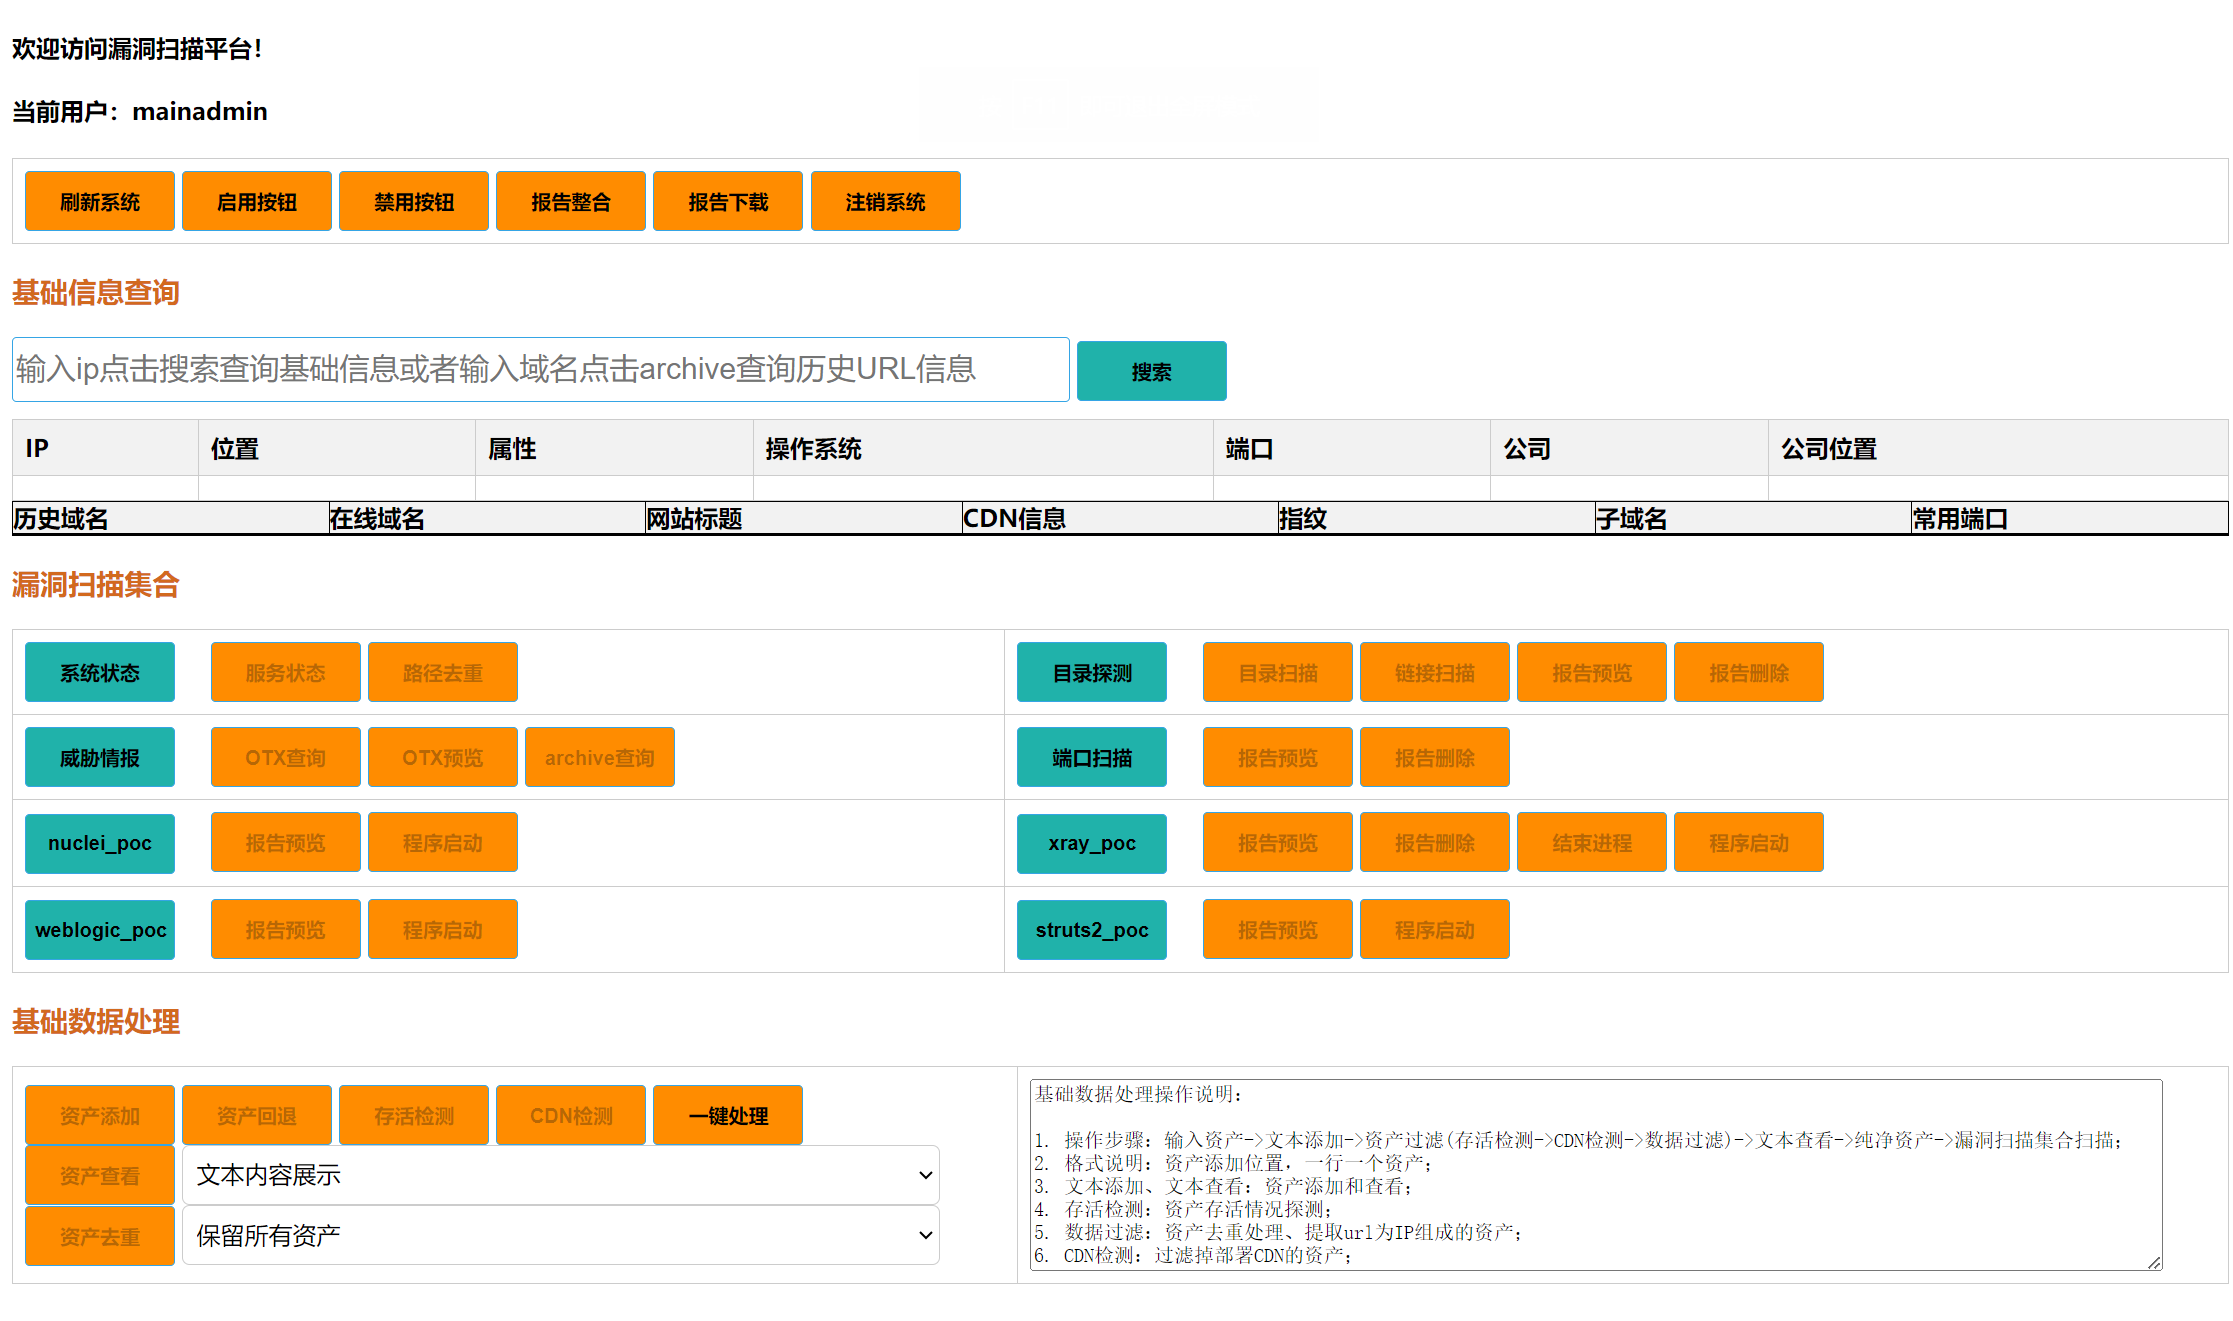 欢迎访问漏洞扫描平台！
当前用户：mainadmin
刷新系统 启用按钮 禁用按钮 报告整合 报告下载 注销系统
基础信息查询
输入ip点击搜索查询基础信息或者输入域名点击archive查询历史URL信息 搜索
IP 位置 属性 操作系统 端口 公司 公司位置
历史域名 在线域名 网站标题 CDN信息 指纹 子域名 常用端口
漏洞扫描集合
系统状态 服务状态 路径去重 目录探测 目录扫描 链接扫描 报告预览 报告删除
威胁情报 OTX查询 OTX预览 archive查询 端口扫描 报告预览 报告删除
nuclei_poc 报告预览 程序启动 xray_poc 报告预览 报告删除 结束进程 程序启动
weblogic_poc 报告预览 程序启动 struts2_poc 报告预览 程序启动
基础数据处理
资产添加 资产回退 存活检测 CDN检测 一键处理
资产查看 文本内容展示
资产去重 保留所有资产
基础数据处理操作说明：
1. 操作步骤：输入资产->文本添加->资产过滤(存活检测->CDN检测->数据过滤)->文本查看->纯净资产->漏洞扫描集合扫描；
2. 格式说明：资产添加位置，一行一个资产；
3. 文本添加、文本查看：资产添加和查看；
4. 存活检测：资产存活情况探测；
5. 数据过滤：资产去重处理、提取url为IP组成的资产；
6. CDN检测：过滤掉部署CDN的资产；